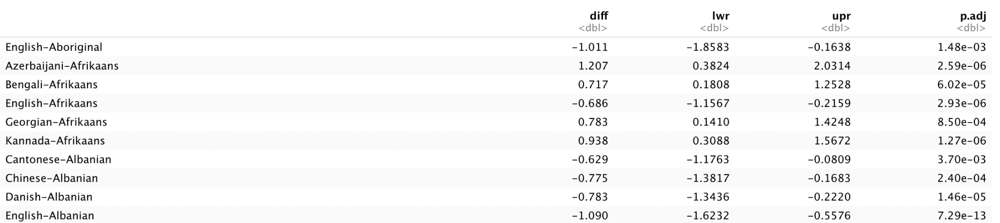 diff lwr upr p.adj
<dbl> <dbl> <dbl> <dbl>
English-Aboriginal -1.011 -1.8583 -0.1638 1.48e-03
Azerbaijani-Afrikaans 1.207 0.3824 2.0314 2.59e-06
Bengali-Afrikaans 0.717 0.1808 1.2528 6.02e-05
English-Afrikaans -0.686 -1.1567 -0.2159 2.93e-06
Georgian-Afrikaans 0.783 0.1410 1.4248 8.50e-04
Kannada-Afrikaans 0.938 0.3088 1.5672 1.27e-06
Cantonese-Albanian -0.629 -1.1763 -0.0809 3.70e-03
Chinese-Albanian -0.775 -1.3817 -0.1683 2.40e-04
Danish-Albanian -0.783 -1.3436 -0.2220 1.46e-05
English-Albanian -1.090 -1.6232 -0.5576 7.29e-13